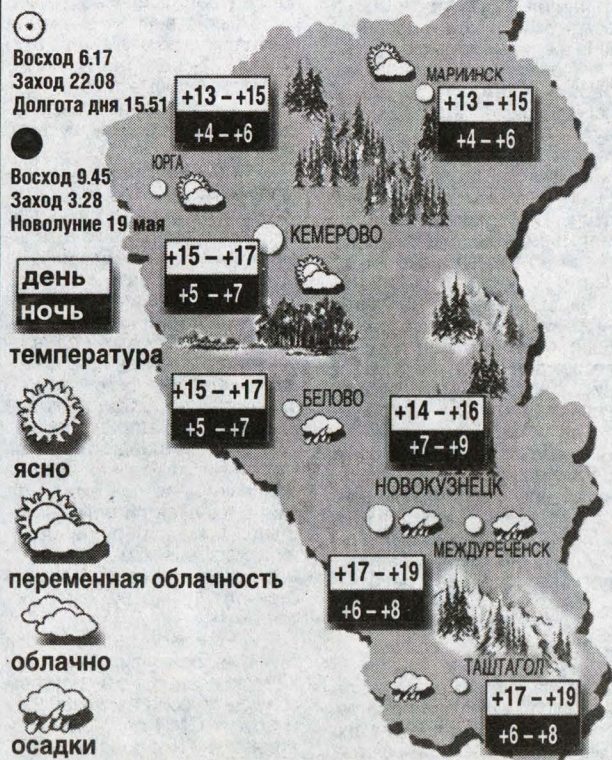 Восход 6.17
Заход 22.08
Долгота дня 15.51
Восход 9.45
Заход 3.28
Новолуние 19 мая
день
ночь
температура
ясно
переменная облачность
облачно
осадки
МАРИИНСК
+13 – +15
+4 – +6
+13 – +15
+4 – +6
ЮРГА
КЕМЕРОВО
+15 – +17
+5 – +7
+15 – +17
+5 – +7
БЕЛОВО
+14 – +16
+7 – +9
НОВОКУЗНЕЦК
МЕЖДУРЕЧЕНСК
+17 – +19
+6 – +8
ТАШТАГОЛ
+17 – +19
+6 – +8